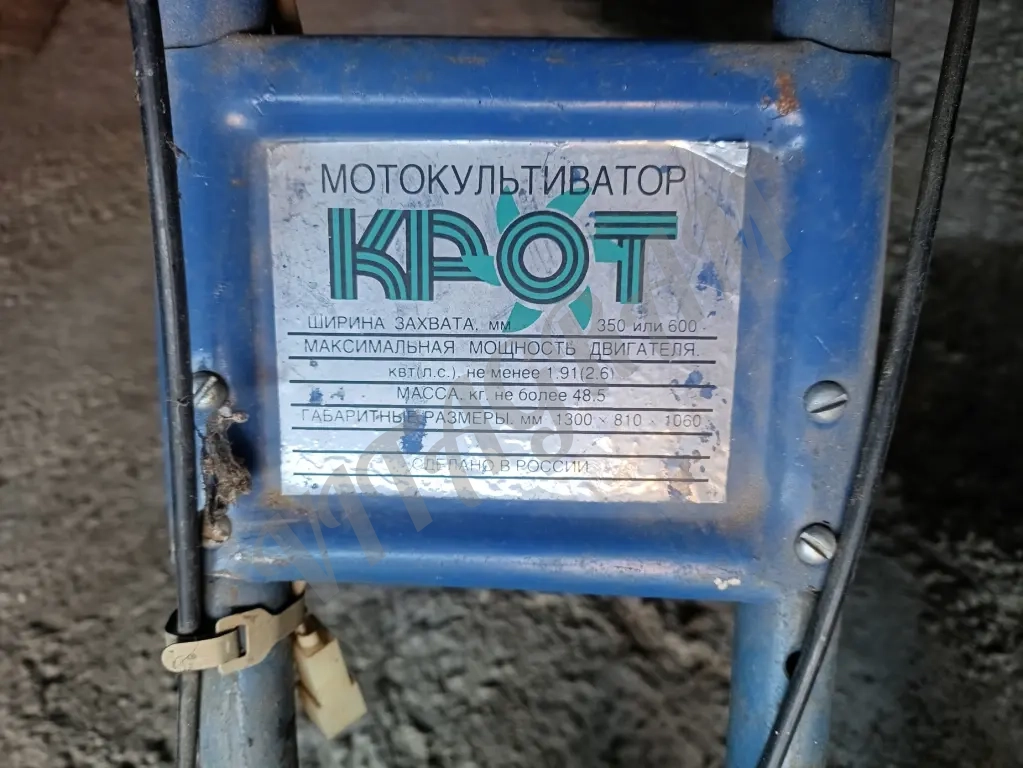 МОТОКУЛЬТИВАТОР
КРОТ
ШИРИНА ЗАХВАТА, мм 350 или 600
МАКСИМАЛЬНАЯ МОЩНОСТЬ ДВИГАТЕЛЯ.
квт(л.с.). не менее 1,91(2.6)
МАССА. кг. не более 48,5
ГАБАРИТНЫЕ РАЗМЕРЫ, мм 1300 × 810 × 1060
СДЕЛАНО В РОССИИ